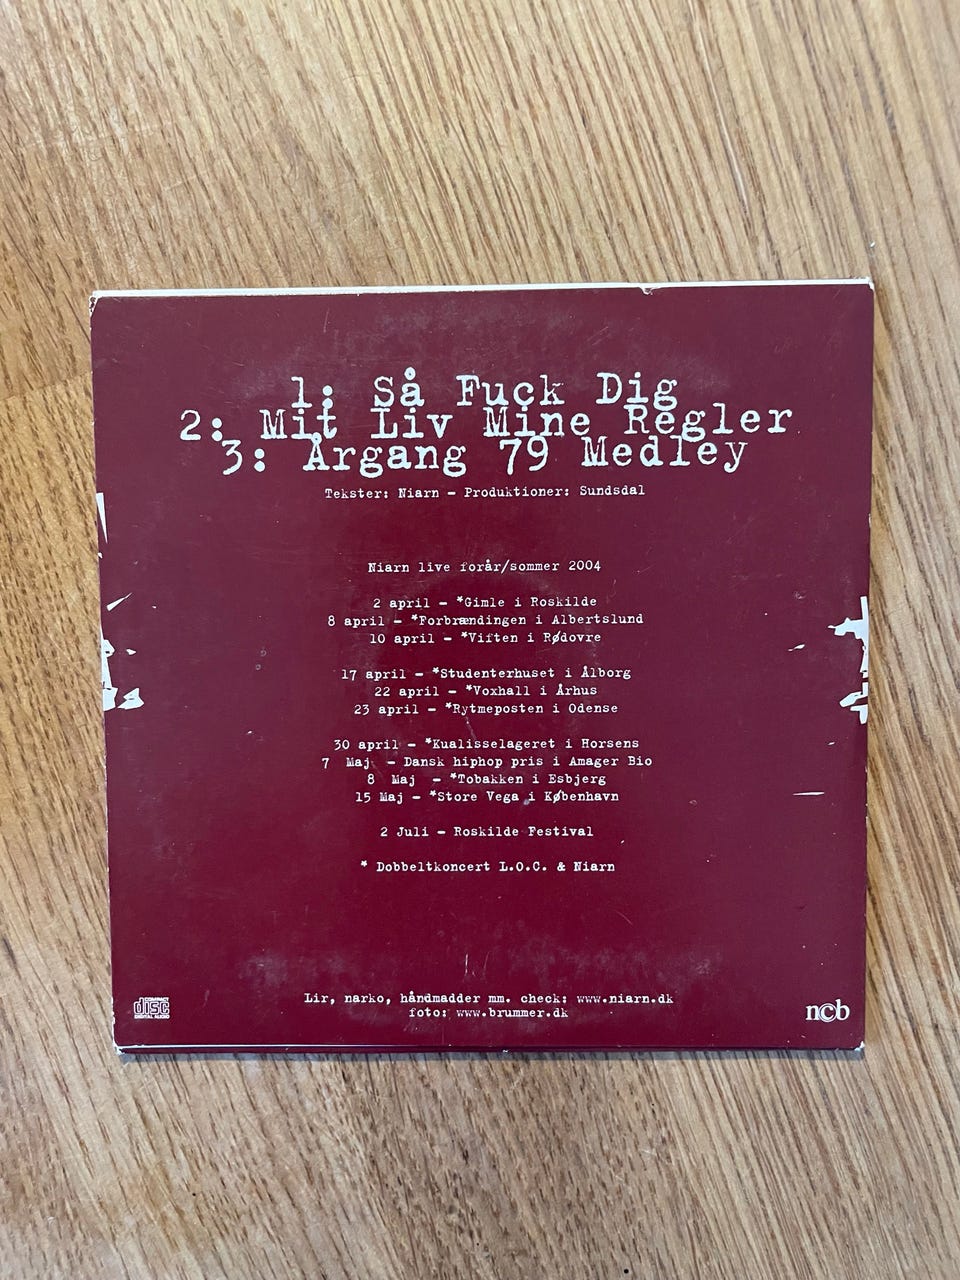 1: Så Fuck Dig
2: Mit Liv Mine Regler
3: Årgang 79 Medley
Tekster: Niarn – Produktioner: Sundsdal
Niarn live forår/sommer 2004
2 april – *Gimle i Roskilde
8 april – *Forbrændingen i Albertslund
10 april – *Viften i Rødovre
17 april – *Studenterhuset i Ålborg
22 april – *Voxhall i Århus
23 april – *Rytmeposten i Odense
30 april – *Kualisselageret i Horsens
7 Maj – Dansk hiphop pris i Amager Bio
8 Maj – *Tobakken i Esbjerg
15 Maj – *Store Vega i København
2 Juli – Roskilde Festival
* Dobbeltkoncert L.O.C. & Niarn
Lir, narko, håndmadder mm. check: www.niarn.dk
foto: www.brummer.dk
COMPACT
disc
DIGITAL AUDIO
ncb